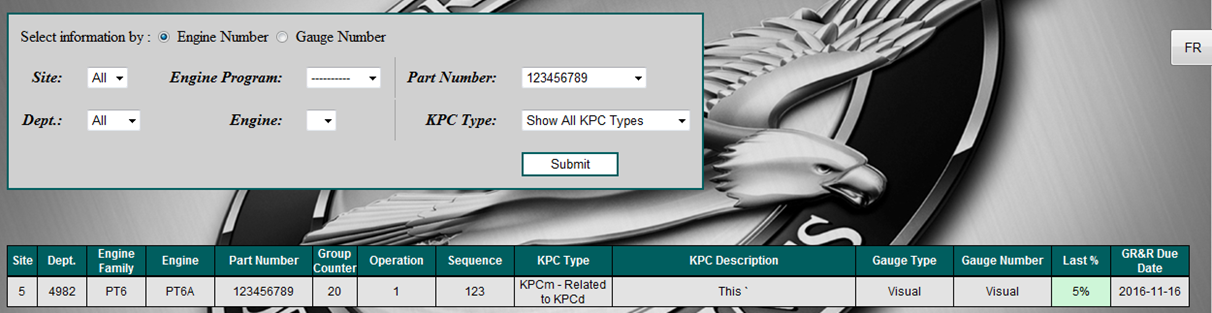 Select information by : Engine Number Gauge Number
FR
Site: All Engine Program: ---------- Part Number: 123456789
Dept.: All Engine: KPC Type: Show All KPC Types
Submit
Site Dept. Engine Family Engine Part Number Group Counter Operation Sequence KPC Type KPC Description Gauge Type Gauge Number Last % GR&R Due Date
5 4982 PT6 PT6A 123456789 20 1 123 KPCm - Related to KPCd This ` Visual Visual 5% 2016-11-16